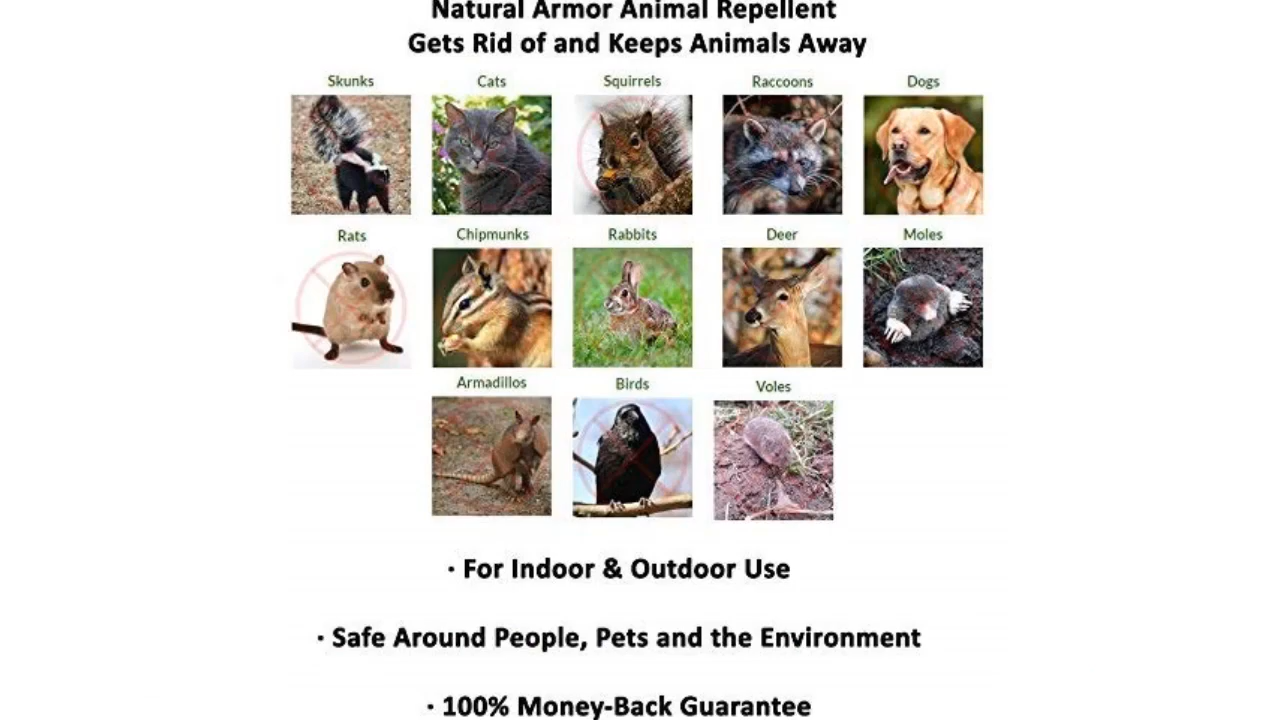 Natural Armor Animal Repellent
Gets Rid of and Keeps Animals Away
Skunks Cats Squirrels Raccoons Dogs
Rats Chipmunks Rabbits Deer Moles
Armadillos Birds Voles
· For Indoor & Outdoor Use
· Safe Around People, Pets and the Environment
· 100% Money-Back Guarantee